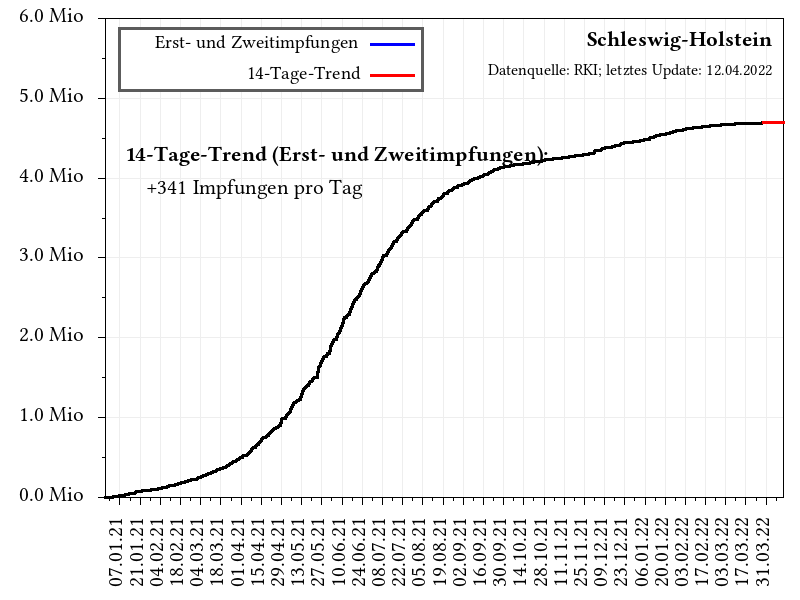 6.0 Mio
5.0 Mio
4.0 Mio
3.0 Mio
2.0 Mio
1.0 Mio
0.0 Mio
Erst- und Zweitimpfungen
14-Tage-Trend
Schleswig-Holstein
Datenquelle: RKI; letztes Update: 12.04.2022
14-Tage-Trend (Erst- und Zweitimpfungen):
+341 Impfungen pro Tag
07.01.21
21.01.21
04.02.21
18.02.21
04.03.21
18.03.21
01.04.21
15.04.21
29.04.21
13.05.21
27.05.21
10.06.21
24.06.21
08.07.21
22.07.21
05.08.21
19.08.21
02.09.21
16.09.21
30.09.21
14.10.21
28.10.21
11.11.21
25.11.21
09.12.21
23.12.21
06.01.22
20.01.22
03.02.22
17.02.22
03.03.22
17.03.22
31.03.22